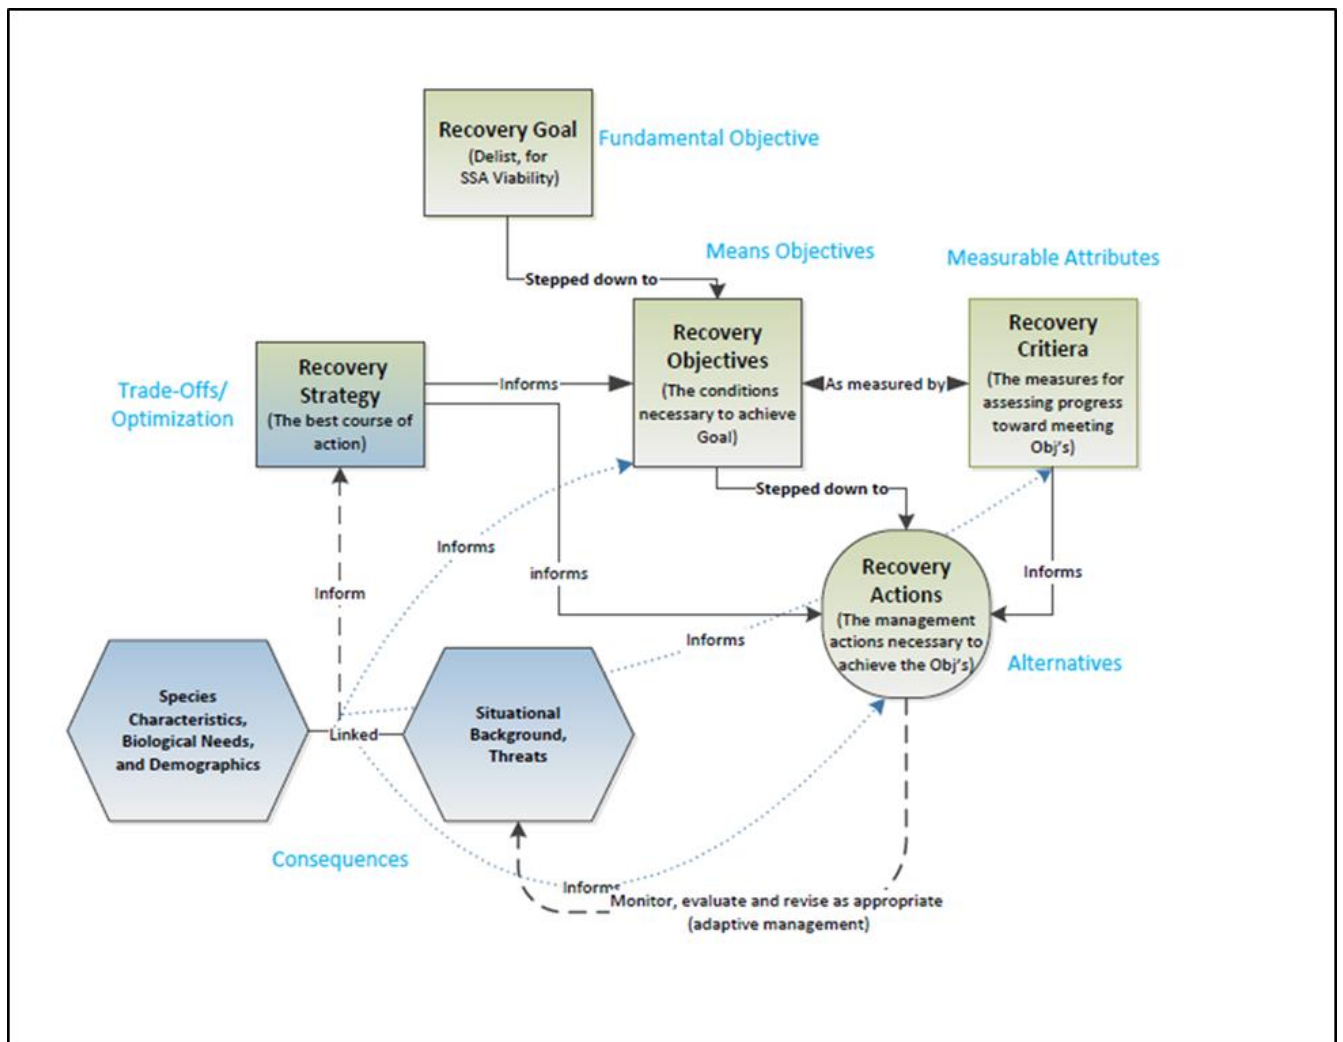 Recovery Goal
(Delist, for
SSA Viability)
Fundamental Objective
Means Objectives
Measurable Attributes
Stepped down to
Recovery
Objectives
(The conditions
necessary to achieve
Goal)
As measured by
Recovery
Critiera
(The measures for
assessing progress
toward meeting
Obj's)
Trade-Offs/
Optimization
Recovery
Strategy
(The best course of
action)
Informs
Stepped down to
Informs
informs
Inform
Informs
Informs
Recovery
Actions
(The management
actions necessary to
achieve the Obj's)
Alternatives
Species
Characteristics,
Biological Needs,
and Demographics
Linked
Situational
Background,
Threats
Consequences
Informs
Monitor, evaluate and revise as appropriate
(adaptive management)